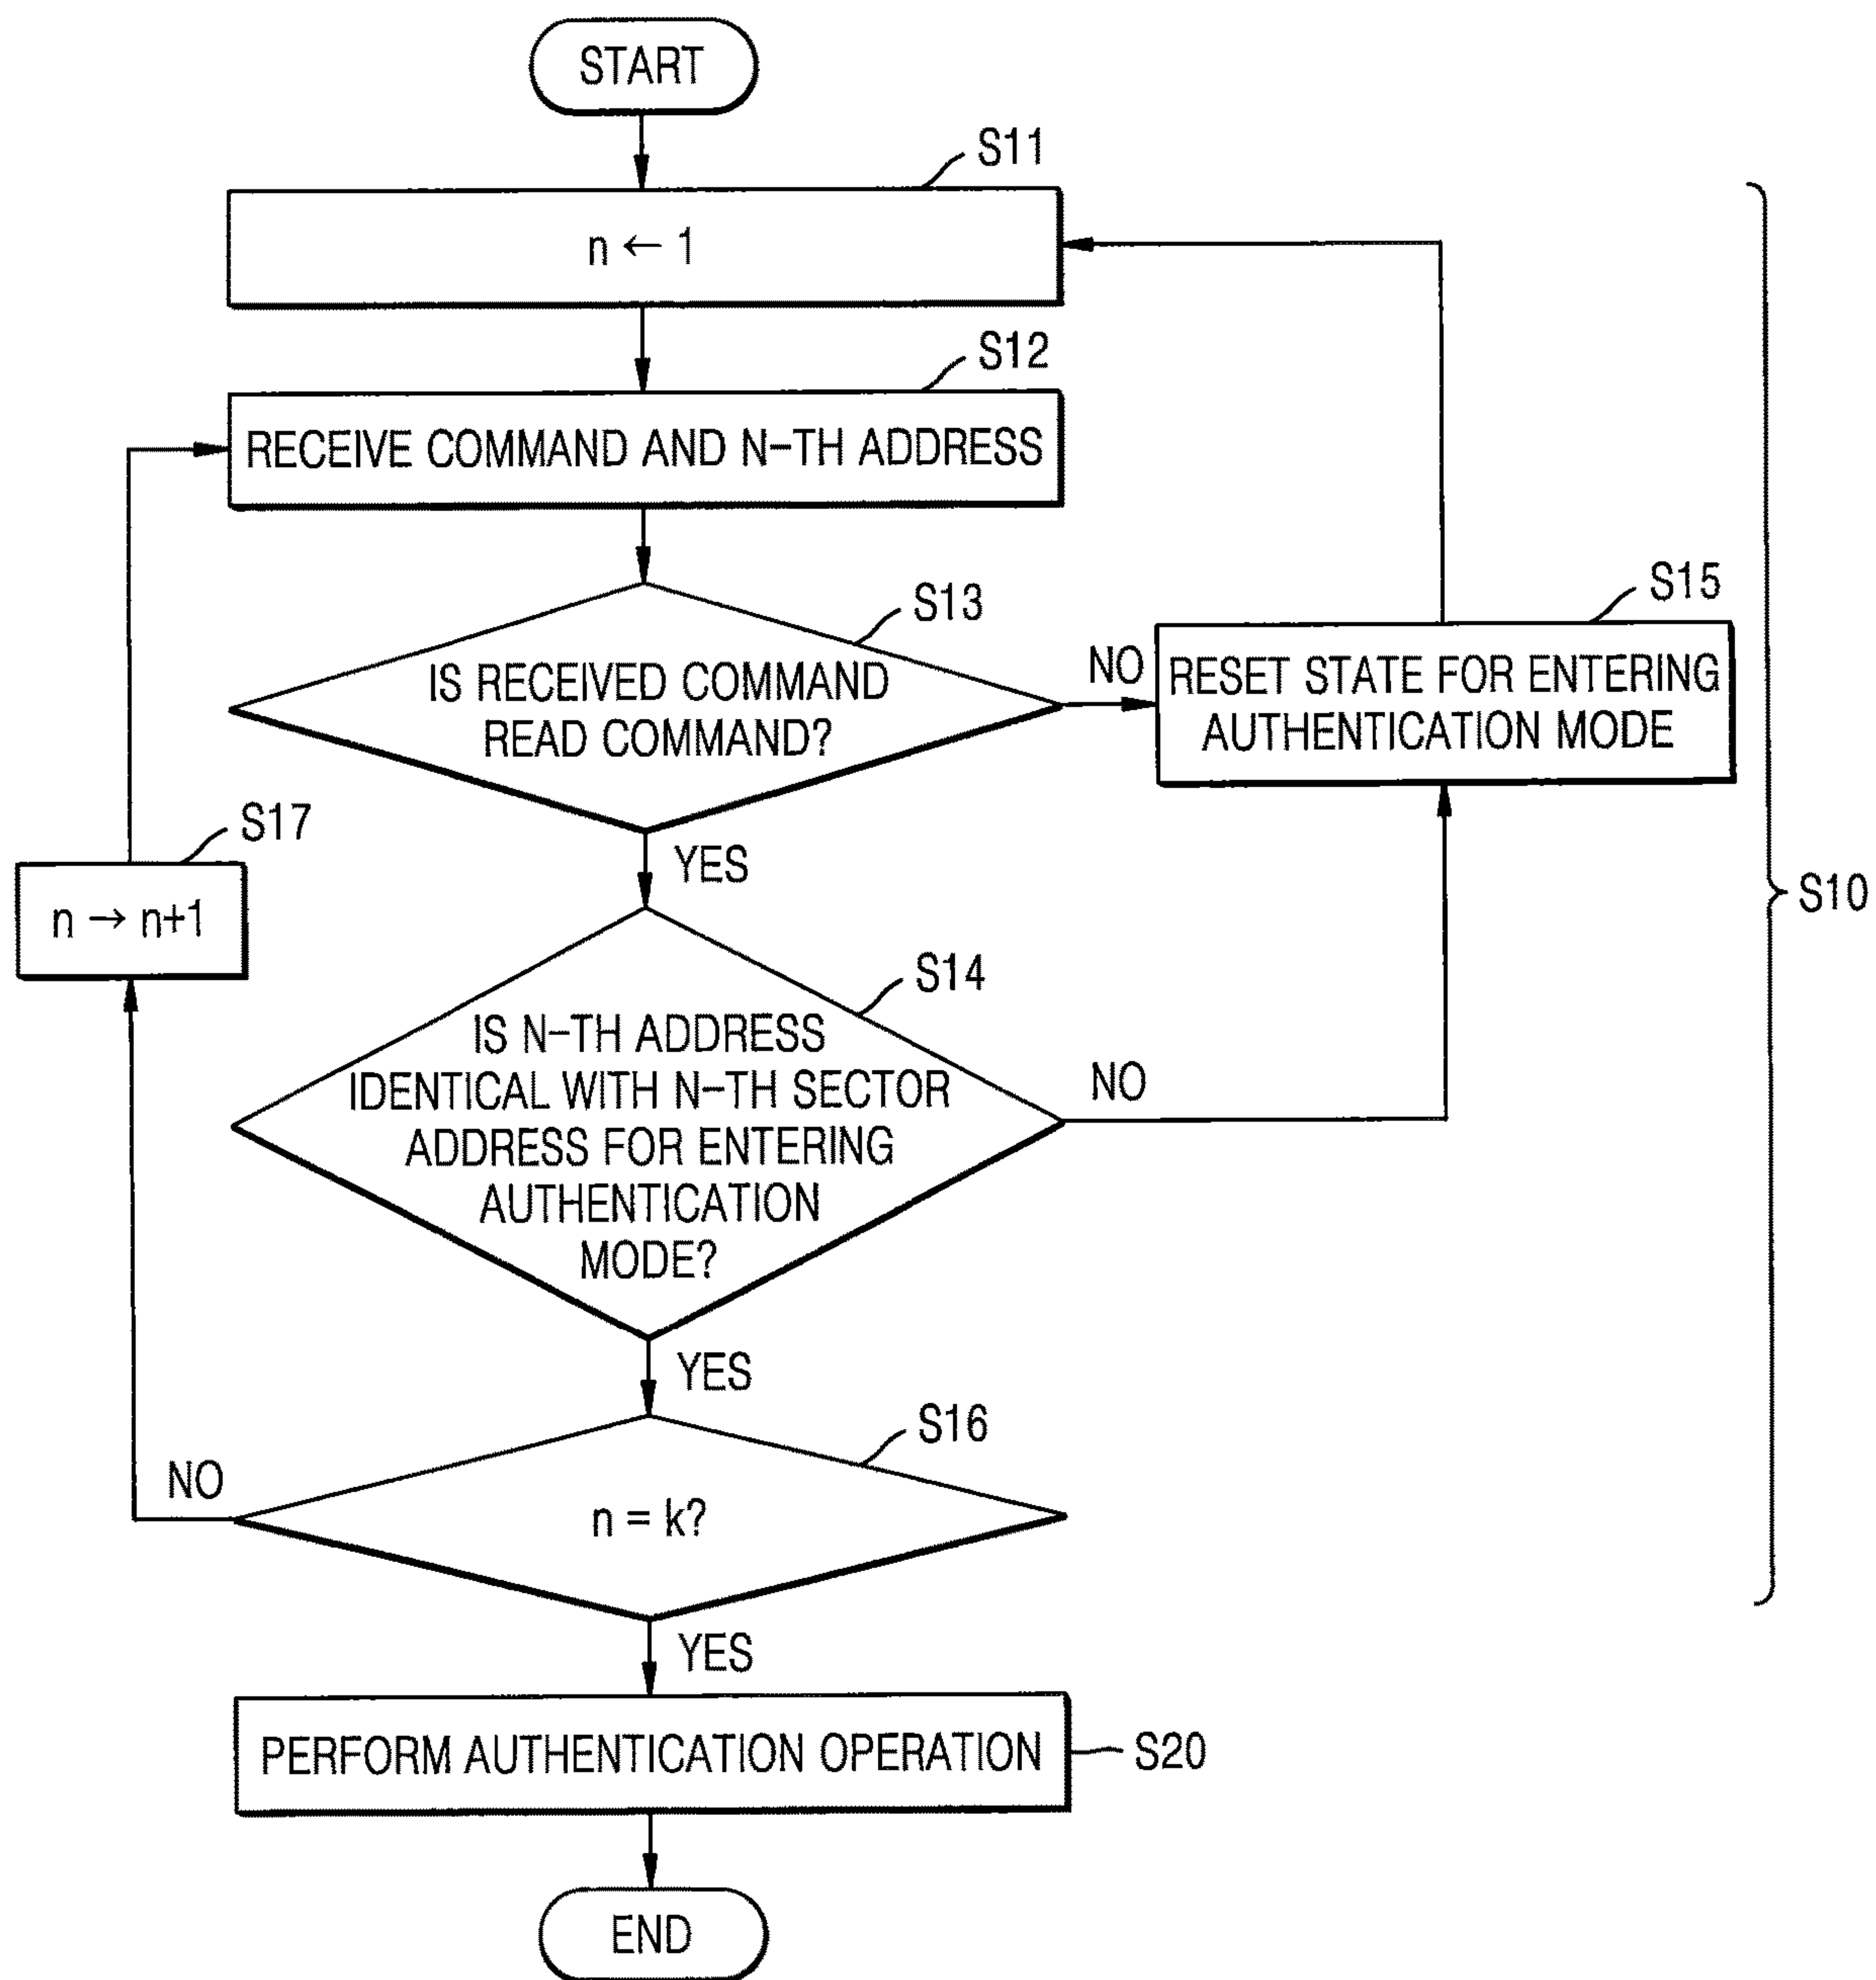 START
S11
n ← 1
S12
RECEIVE COMMAND AND N-TH ADDRESS
S13
IS RECEIVED COMMAND
READ COMMAND?
NO
S15
RESET STATE FOR ENTERING
AUTHENTICATION MODE
YES
S17
n → n+1
S10
S14
IS N-TH ADDRESS
IDENTICAL WITH N-TH SECTOR
ADDRESS FOR ENTERING
AUTHENTICATION
MODE?
NO
YES
S16
n = k?
NO
YES
PERFORM AUTHENTICATION OPERATION
S20
END